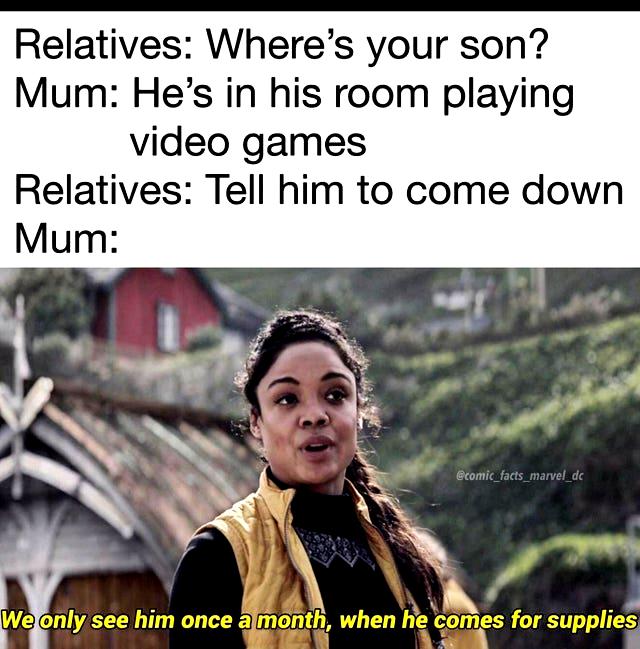 Relatives: Where’s your son?
Mum: He’s in his room playing
video games
Relatives: Tell him to come down
Mum:
@comic_facts_marvel_dc
We only see him once a month, when he comes for supplies